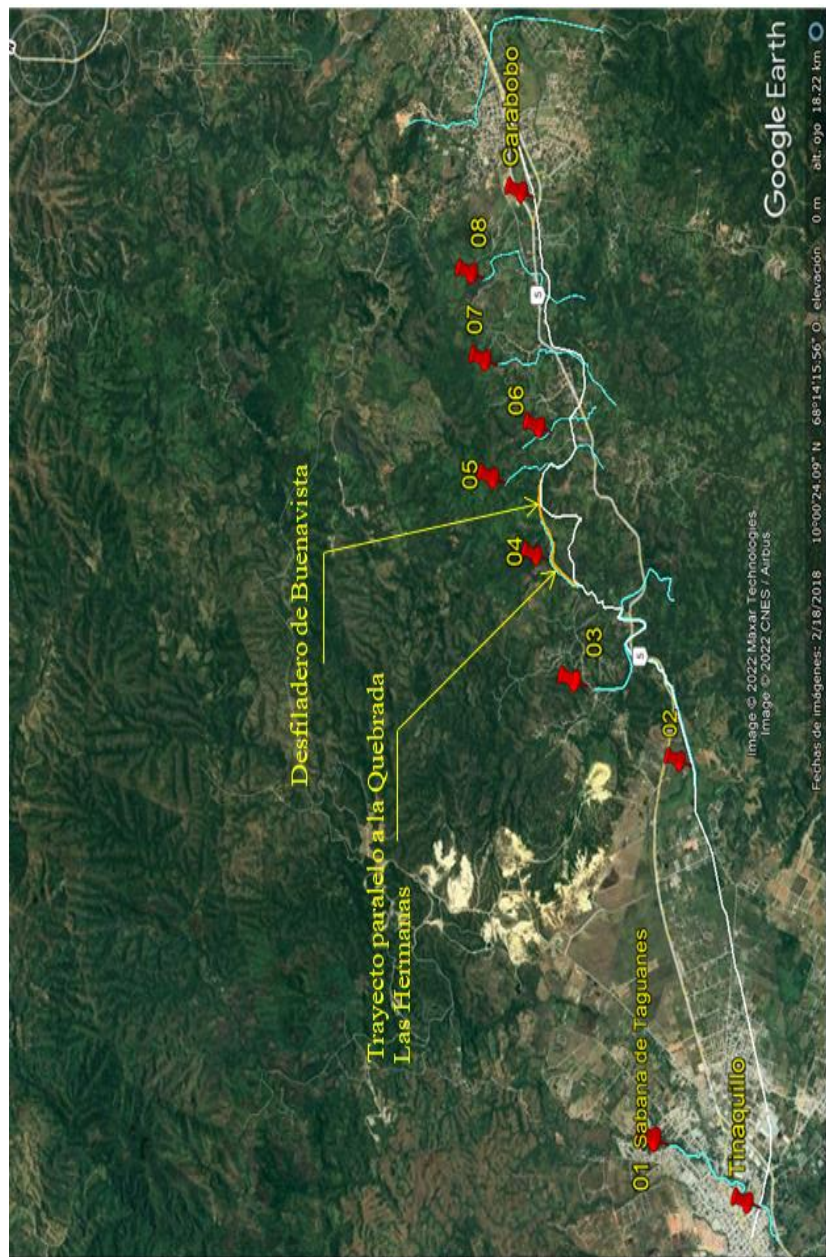 Desfiladero de Buenavista
Trayecto paralelo a la Quebrada
Las Hermanas
01 Sabana de Taguanes
Tinaquillo
02
03
04
05
06
07
08
Carabobo
5
5
Image © 2022 Maxar Technologies
Image © 2022 CNES / Airbus
Google Earth
Fechas de imágenes: 2/18/2018 10°00'24.09" N 68°14'15.56" O elevación 0 m alt. ojo 18.22 km